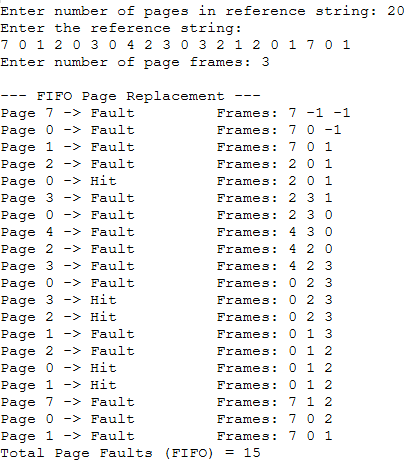 Enter number of pages in reference string: 20
Enter the reference string:
7 0 1 2 0 3 0 4 2 3 0 3 2 1 2 0 1 7 0 1
Enter number of page frames: 3
--- FIFO Page Replacement ---
Page 7 -> Fault Frames: 7 -1 -1
Page 0 -> Fault Frames: 7 0 -1
Page 1 -> Fault Frames: 7 0 1
Page 2 -> Fault Frames: 2 0 1
Page 0 -> Hit Frames: 2 0 1
Page 3 -> Fault Frames: 2 3 1
Page 0 -> Fault Frames: 2 3 0
Page 4 -> Fault Frames: 4 3 0
Page 2 -> Fault Frames: 4 2 0
Page 3 -> Fault Frames: 4 2 3
Page 0 -> Fault Frames: 0 2 3
Page 3 -> Hit Frames: 0 2 3
Page 2 -> Hit Frames: 0 2 3
Page 1 -> Fault Frames: 0 1 3
Page 2 -> Fault Frames: 0 1 2
Page 0 -> Hit Frames: 0 1 2
Page 1 -> Hit Frames: 0 1 2
Page 7 -> Fault Frames: 7 1 2
Page 0 -> Fault Frames: 7 0 2
Page 1 -> Fault Frames: 7 0 1
Total Page Faults (FIFO) = 15